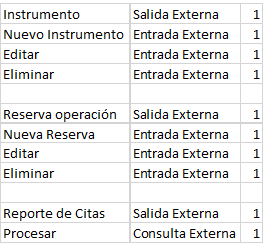 Instrumento Salida Externa 1
Nuevo Instrumento Entrada Externa 1
Editar Entrada Externa 1
Eliminar Entrada Externa 1
Reserva operación Salida Externa 1
Nueva Reserva Entrada Externa 1
Editar Entrada Externa 1
Eliminar Entrada Externa 1
Reporte de Citas Salida Externa 1
Procesar Consulta Externa 1